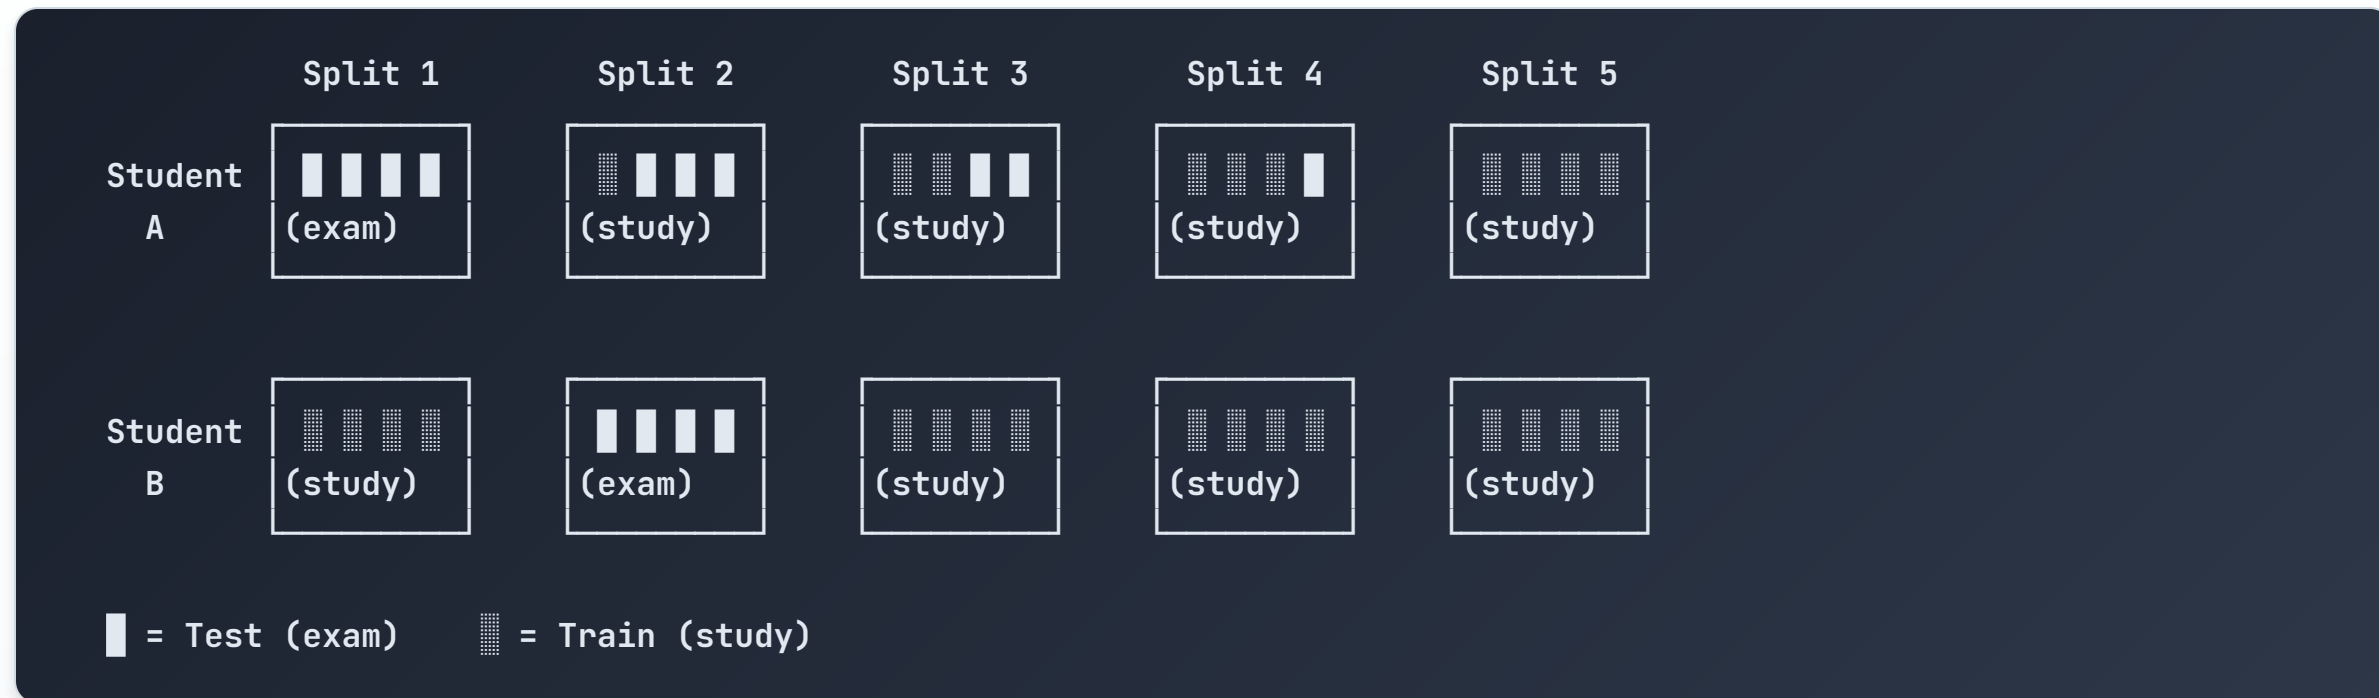 Split 1 Split 2 Split 3 Split 4 Split 5
Student █ █ █ █ ░ █ █ █ ░ ░ █ █ ░ ░ ░ █ ░ ░ ░ ░
A (exam) (study) (study) (study) (study)
Student ░ ░ ░ ░ █ █ █ █ ░ ░ ░ ░ ░ ░ ░ ░ ░ ░ ░ ░
B (study) (exam) (study) (study) (study)
█ = Test (exam) ░ = Train (study)